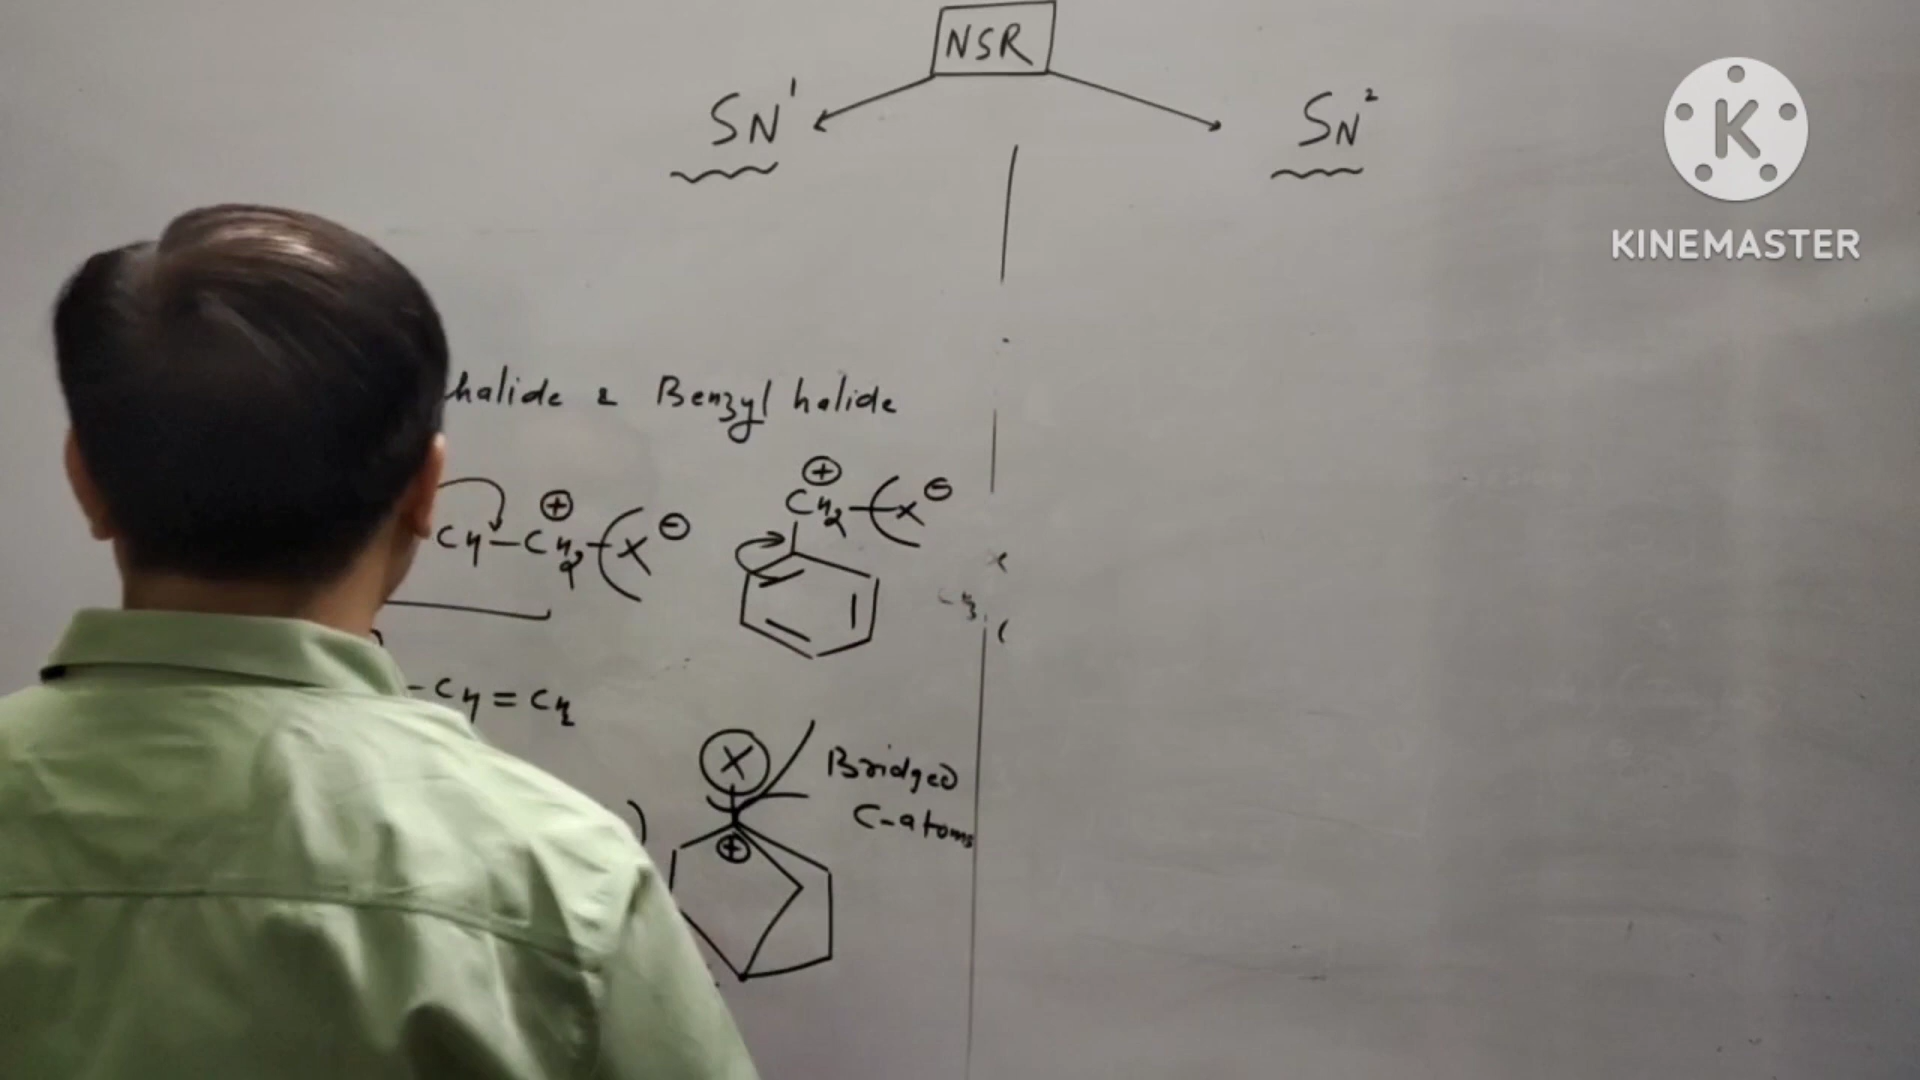 NSR
SN¹
SN²
KINEMASTER
halide & Benzyl halide
CH–CH₂–X⊖
⊕
CH₂–X⊖
⊕
–CH=CH₂
X
⊕
Bridged
C-atoms